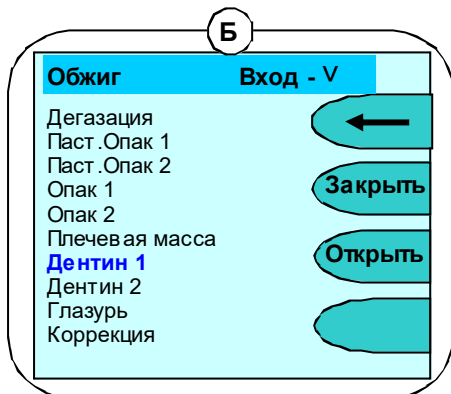 Б
Обжиг Вход - V
Дегазация
Паст.Опак 1
Паст.Опак 2
Опак 1
Опак 2
Плечевая масса
Дентин 1
Дентин 2
Глазурь
Коррекция
Закрыть
Открыть